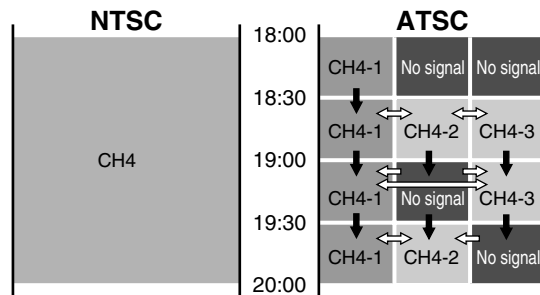 NTSC ATSC
18:00
CH4-1 No signal No signal
18:30
CH4-1 CH4-2 CH4-3
CH4 19:00
CH4-1 No signal CH4-3
19:30
CH4-1 CH4-2 No signal
20:00